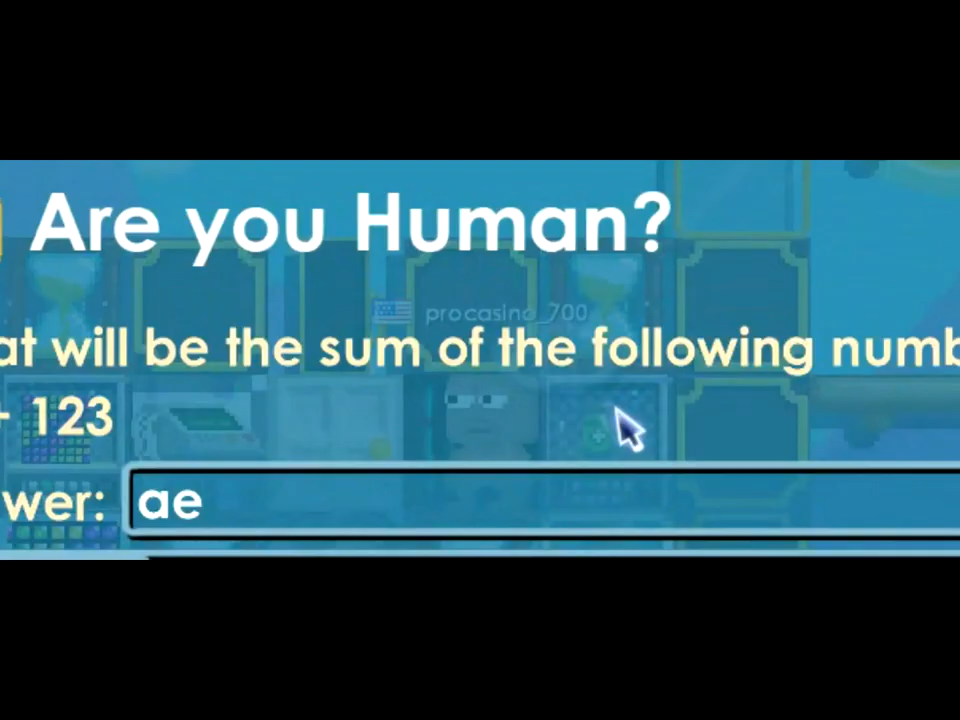 Are you Human?
procasino_700
at will be the sum of the following numb
+ 123
wer: ae